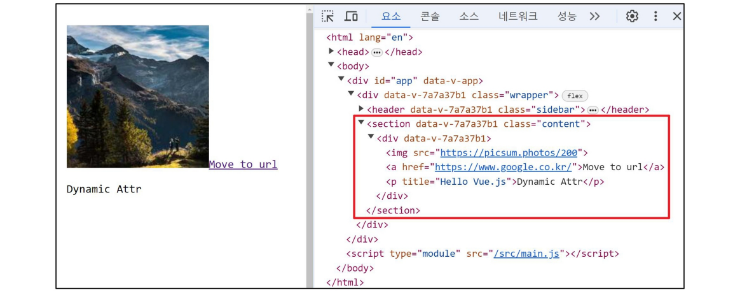 Move to url
Dynamic Attr
요소 콘솔 소스 네트워크 성능
<html lang="en">
<head> </head>
<body>
<div id="app" data-v-app>
<div data-v-7a7a37b1 class="wrapper"> flex
<header data-v-7a7a37b1 class="sidebar"> </header>
<section data-v-7a7a37b1 class="content">
<div data-v-7a7a37b1>
<img src="https://picsum.photos/200">
<a href="https://www.google.co.kr/">Move to url</a>
<p title="Hello Vue.js">Dynamic Attr</p>
</div>
</section>
</div>
</div>
<script type="module" src="/src/main.js"></script>
</body>
</html>